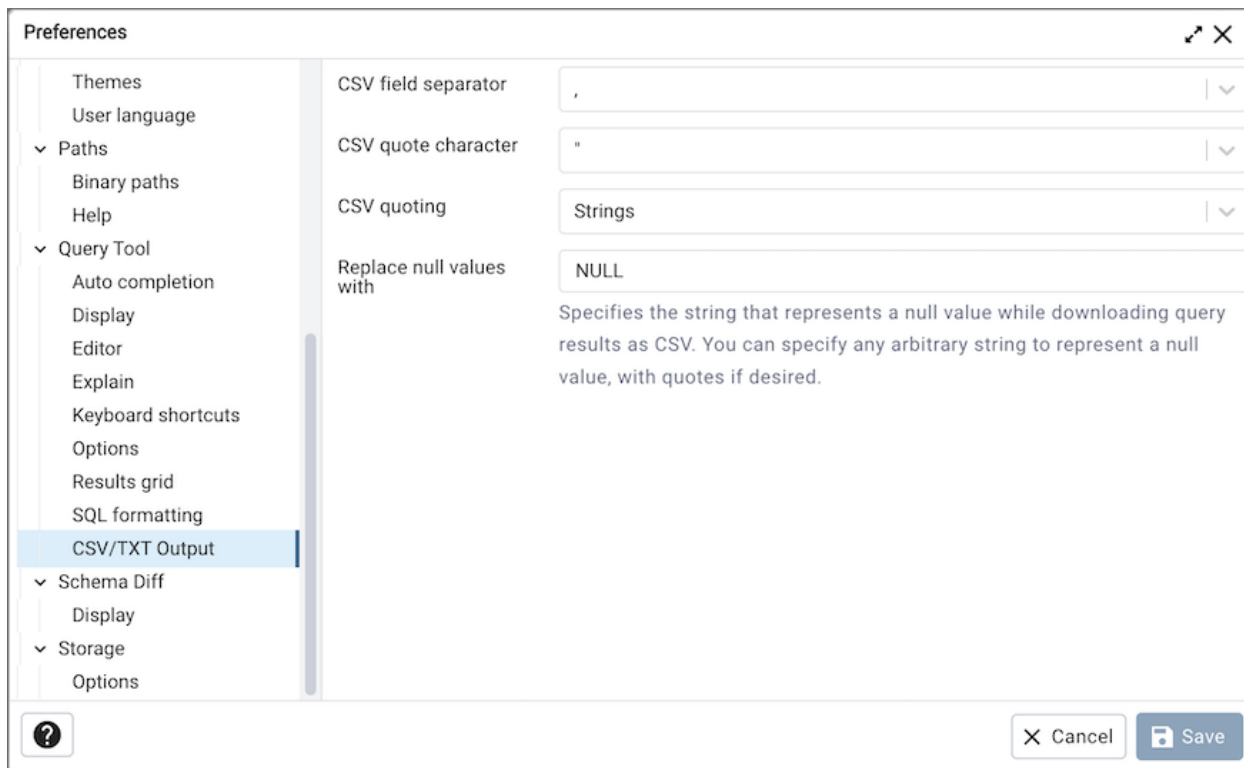 Preferences
Themes
User language
Paths
Binary paths
Help
Query Tool
Auto completion
Display
Editor
Explain
Keyboard shortcuts
Options
Results grid
SQL formatting
CSV/TXT Output
Schema Diff
Display
Storage
Options
CSV field separator
,
CSV quote character
"
CSV quoting
Strings
Replace null values
with
NULL
Specifies the string that represents a null value while downloading query
results as CSV. You can specify any arbitrary string to represent a null
value, with quotes if desired.
?
Cancel
Save